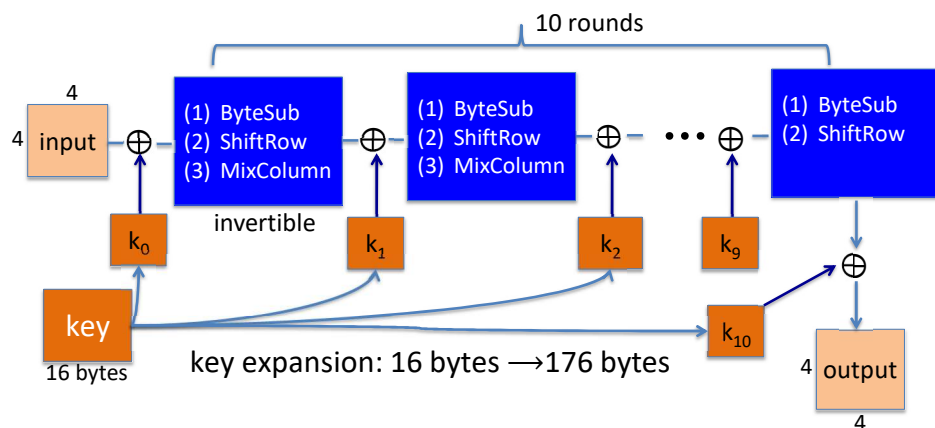 10 rounds
4
4
input
(1) ByteSub
(2) ShiftRow
(3) MixColumn
invertible
(1) ByteSub
(2) ShiftRow
(3) MixColumn
•••
(1) ByteSub
(2) ShiftRow
k₀
k₁
k₂
k₉
key
16 bytes
k₁₀
key expansion: 16 bytes ⟶176 bytes
4
output
4